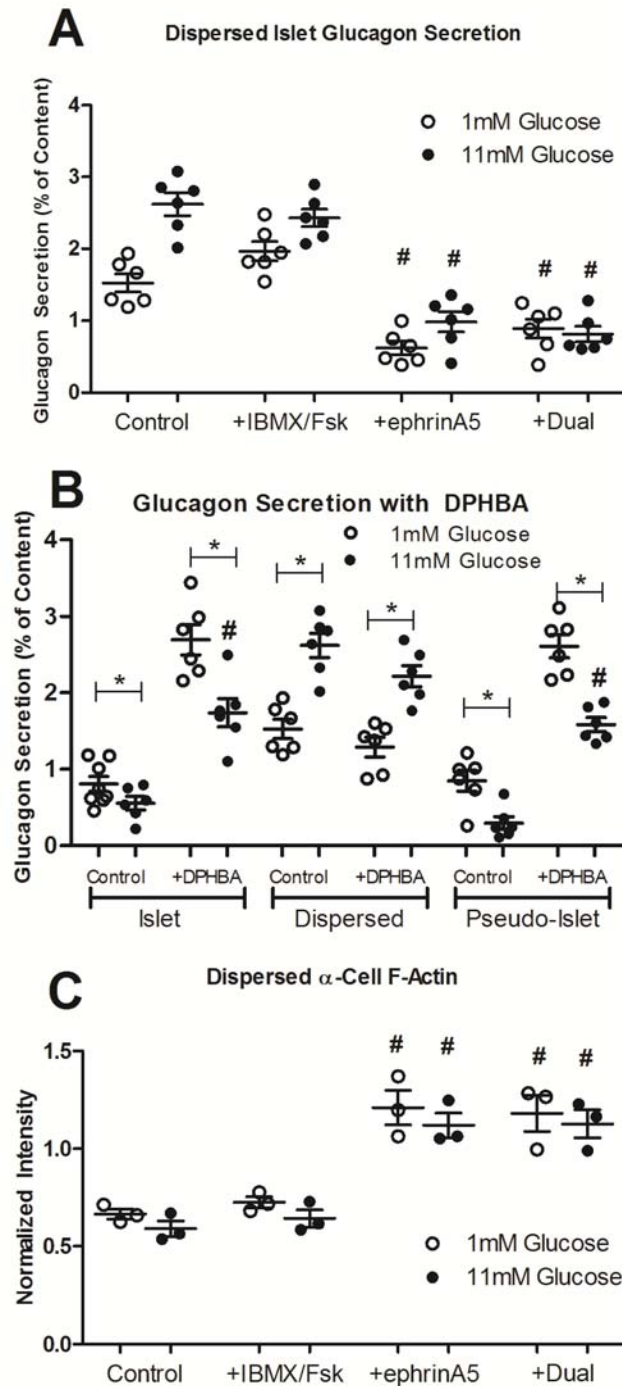 A
Dispersed Islet Glucagon Secretion
Glucagon Secretion (% of Content)
4
3
2
1
0
1mM Glucose
11mM Glucose
# # # #
Control +IBMX/Fsk +ephrinA5 +Dual
B
Glucagon Secretion with DPHBA
Glucagon Secretion (% of Content)
4
3
2
1
0
1mM Glucose
11mM Glucose
* * * * * *
# #
Control +DPHBA Control +DPHBA Control +DPHBA
Islet Dispersed Pseudo-Islet
C
Dispersed α-Cell F-Actin
Normalized Intensity
1.5
1.0
0.5
0.0
# # # #
1mM Glucose
11mM Glucose
Control +IBMX/Fsk +ephrinA5 +Dual